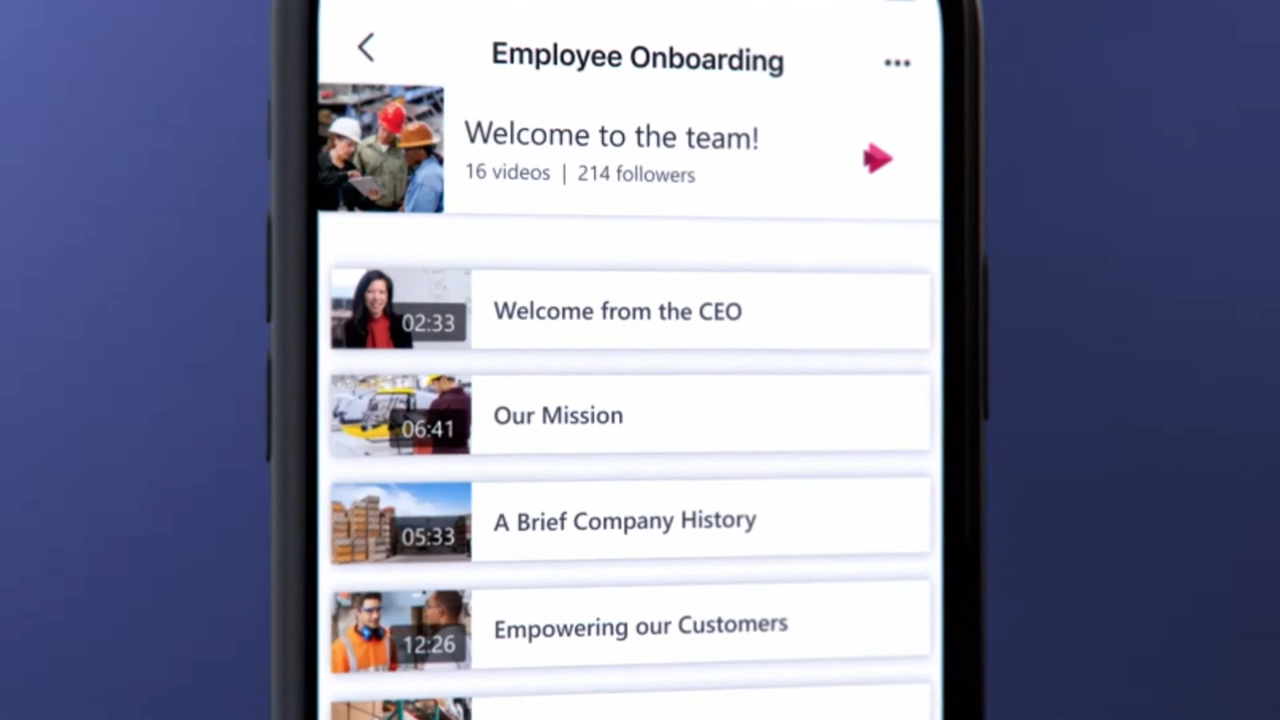 Employee Onboarding
Welcome to the team!
16 videos | 214 followers
02:33
Welcome from the CEO
06:41
Our Mission
05:33
A Brief Company History
12:26
Empowering our Customers